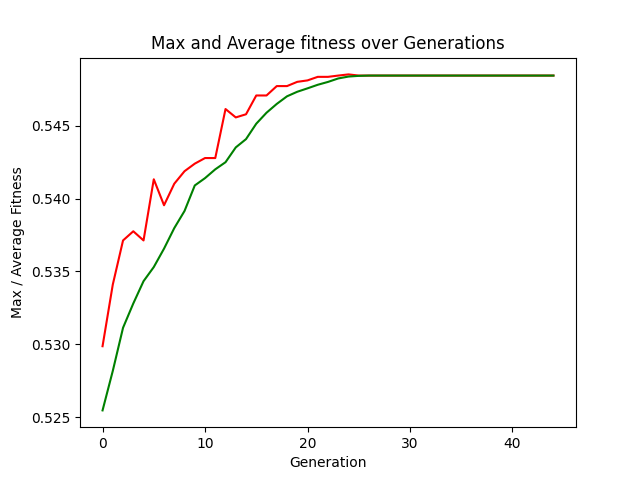 Max and Average fitness over Generations
0.545
0.540
0.535
0.530
0.525
Max / Average Fitness
0 10 20 30 40
Generation